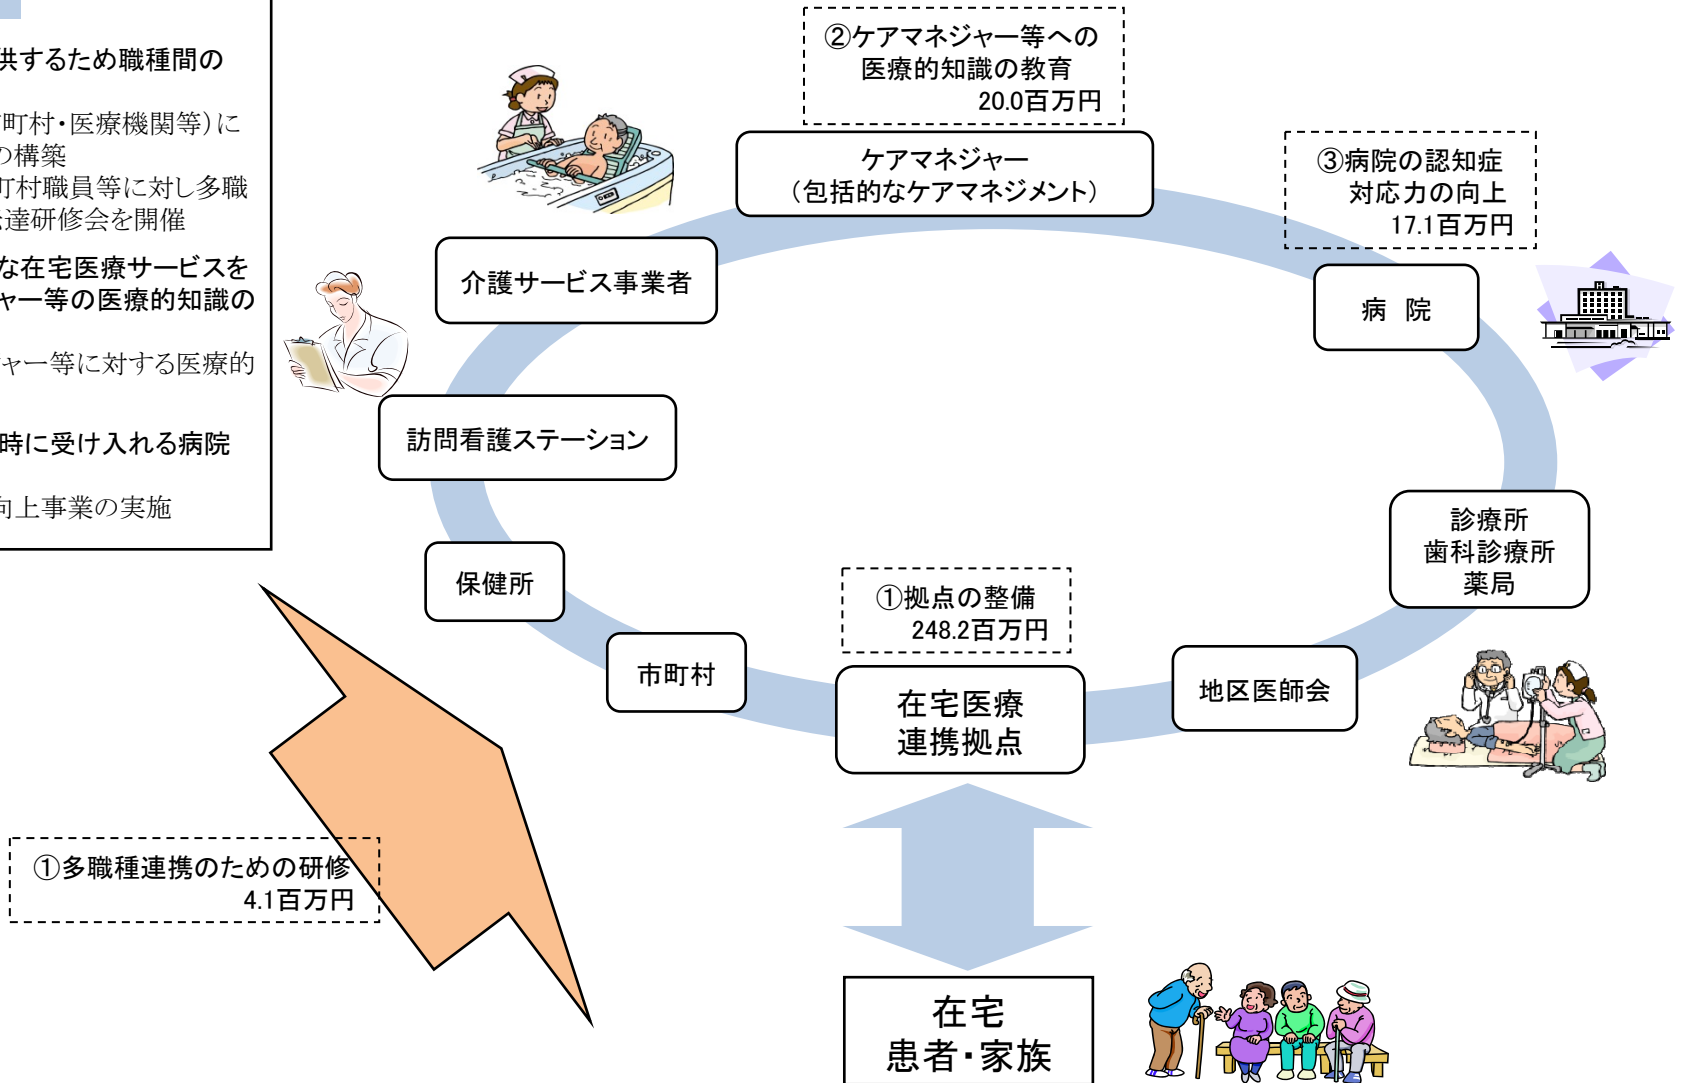 供するため職種間の
町村・医療機関等)に
の構築
町村職員等に対し多職
達研修会を開催
な在宅医療サービスを
ャー等の医療的知識の
ャー等に対する医療的
時に受け入れる病院
向上事業の実施
②ケアマネジャー等への
医療的知識の教育
20.0百万円
ケアマネジャー
(包括的なケアマネジメント)
③病院の認知症
対応力の向上
17.1百万円
介護サービス事業者
病 院
訪問看護ステーション
診療所
歯科診療所
薬局
保健所
①拠点の整備
248.2百万円
市町村
在宅医療
連携拠点
地区医師会
①多職種連携のための研修
4.1百万円
在宅
患者・家族